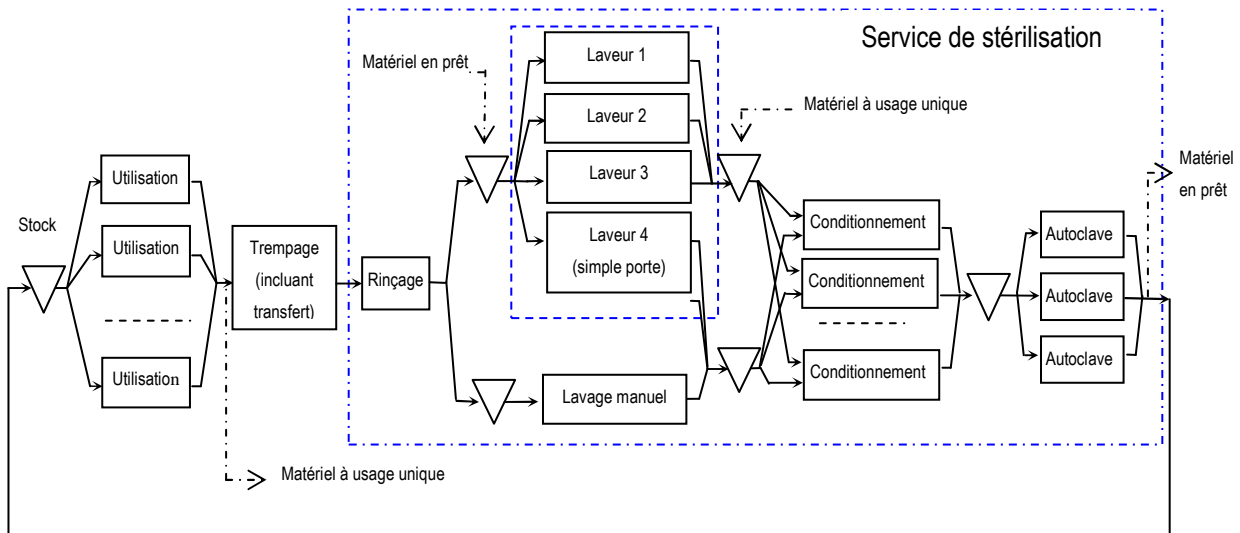 Service de stérilisation
Matériel en prêt
Laveur 1
Laveur 2
Laveur 3
Laveur 4
(simple porte)
Matériel à usage unique
Matériel
en prêt
Stock
Utilisation
Utilisation
Utilisation
Trempage
(incluant
transfert)
Rinçage
Lavage manuel
Conditionnement
Conditionnement
Conditionnement
Autoclave
Autoclave
Autoclave
Matériel à usage unique